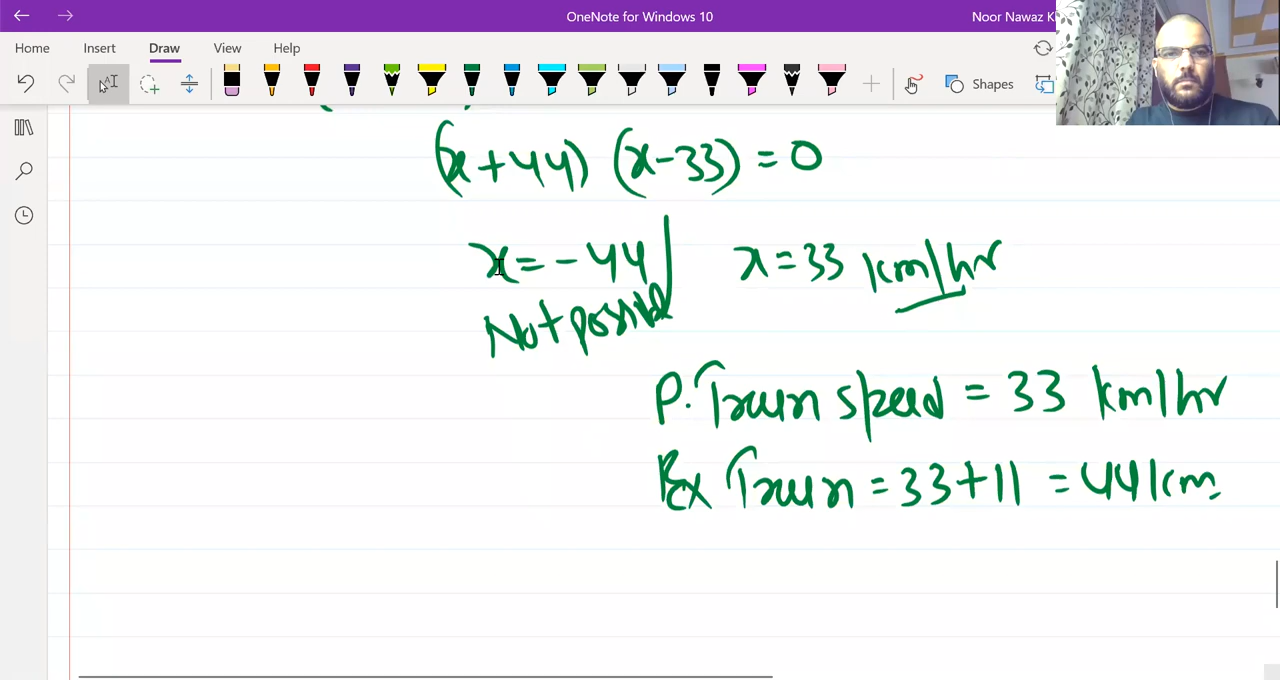 OneNote for Windows 10
Noor Nawaz K
Home Insert Draw View Help
Shapes
(x+44) (x-33) = 0
x = -44 x = 33 km/hr
Not possible
P. Train speed = 33 km/hr
Ex Train = 33+11 = 44 km